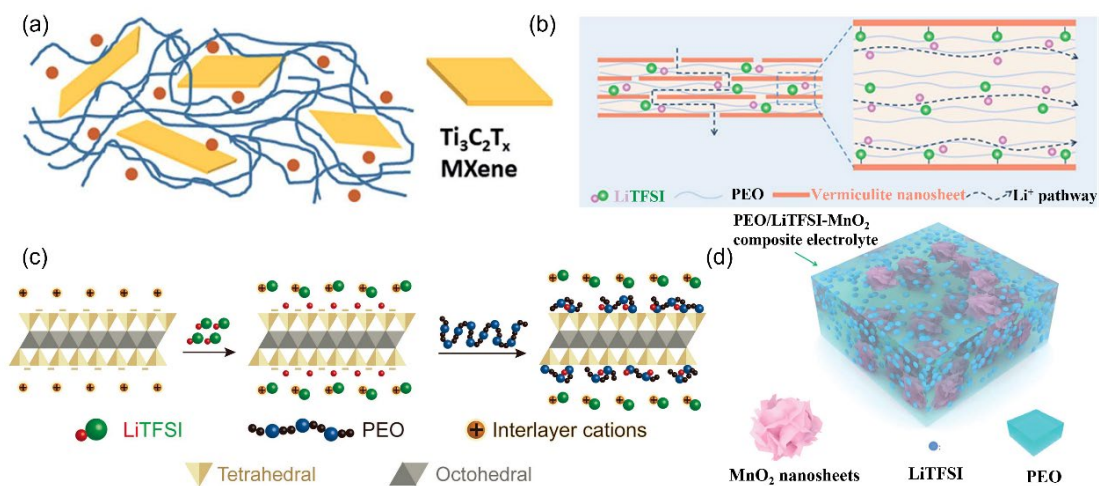 (a)
Ti₃C₂Tₓ
MXene
(b)
LiTFSI
PEO
Vermiculite nanosheet
Li⁺ pathway
(c)
LiTFSI
PEO
Interlayer cations
Tetrahedral
Octohedral
PEO/LiTFSI-MnO₂
composite electrolyte
(d)
MnO₂ nanosheets
LiTFSI
PEO